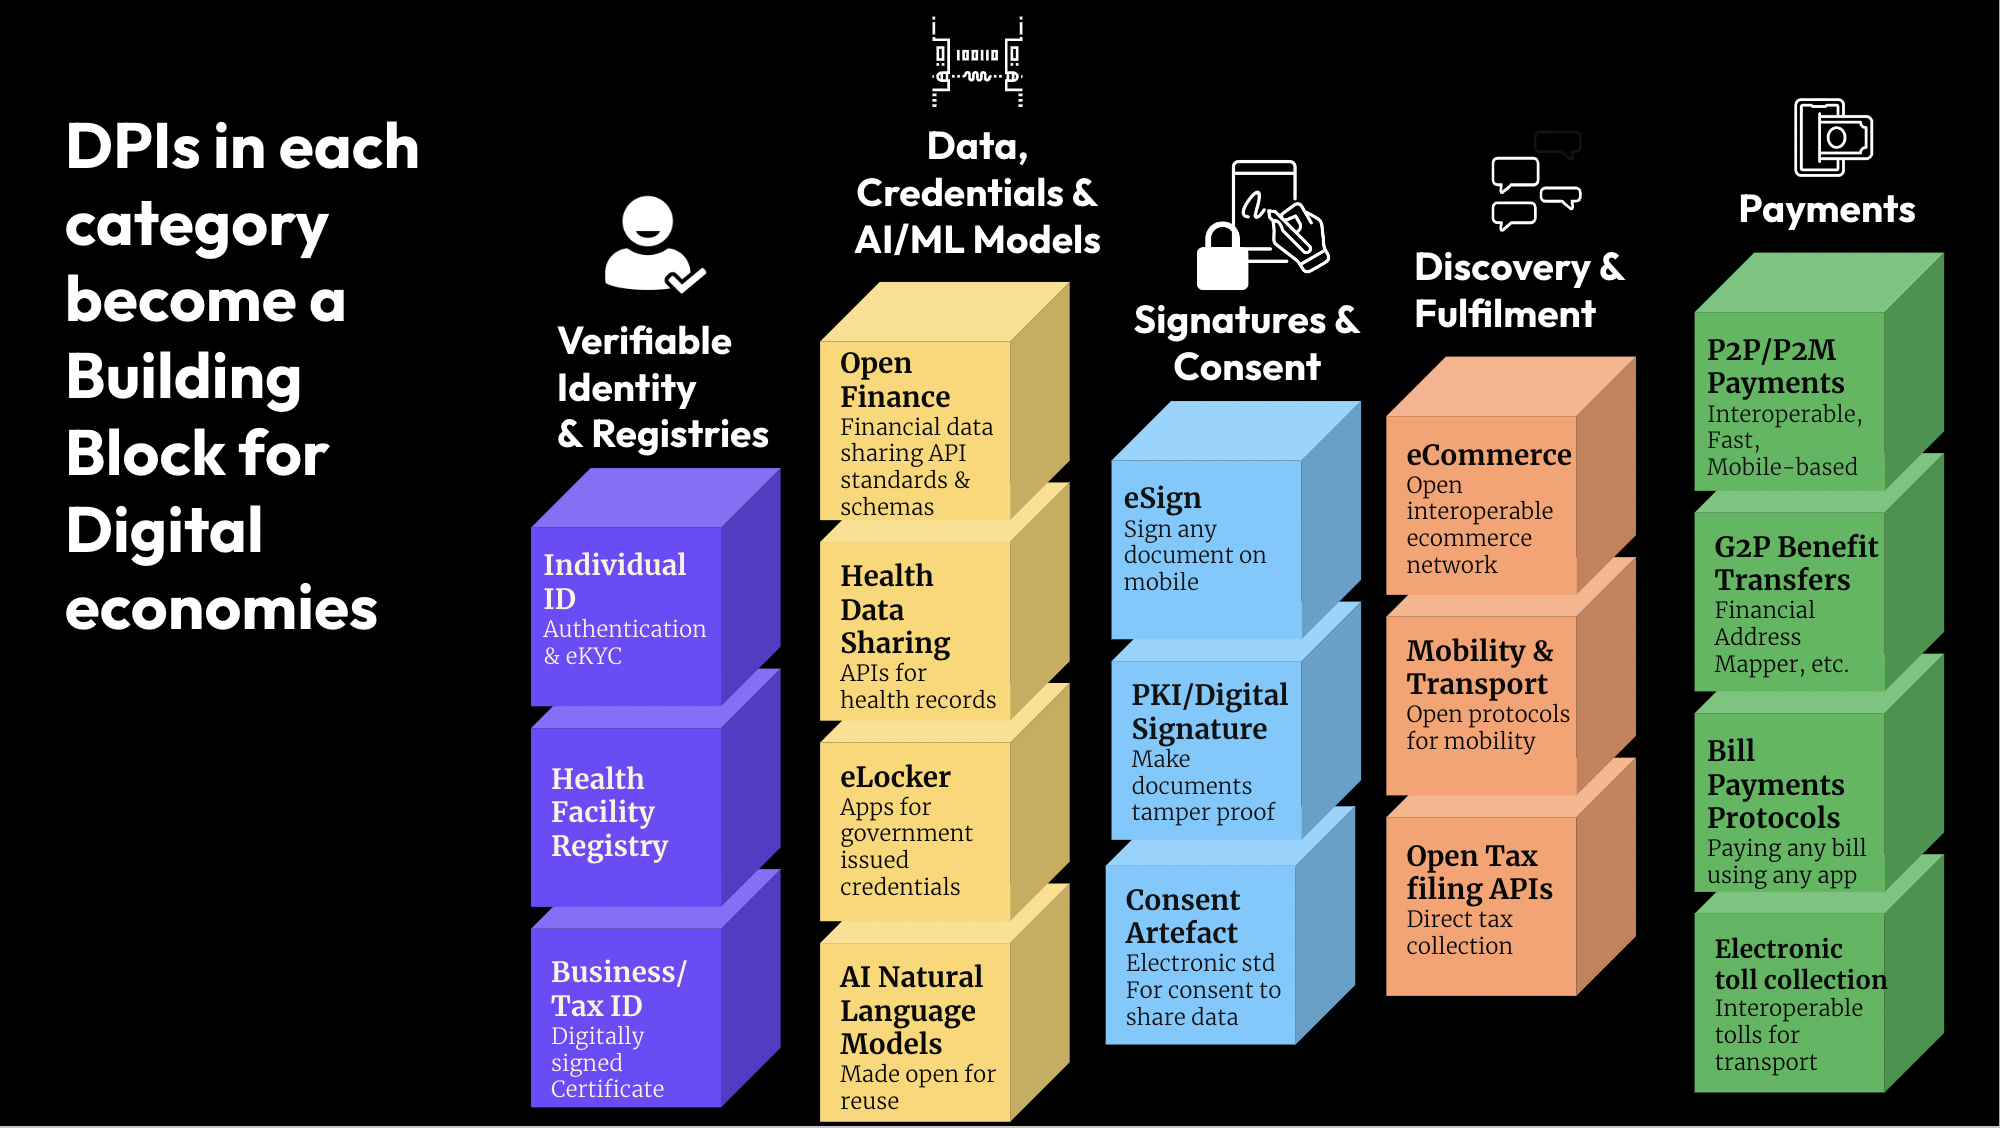 DPIs in each
category
become a
Building
Block for
Digital
economies
Verifiable
Identity
& Registries
Individual
ID
Authentication
& eKYC
Health
Facility
Registry
Business/
Tax ID
Digitally
signed
Certificate
Data,
Credentials &
AI/ML Models
Open
Finance
Financial data
sharing API
standards &
schemas
Health
Data
Sharing
APIs for
health records
eLocker
Apps for
government
issued
credentials
AI Natural
Language
Models
Made open for
reuse
Signatures &
Consent
eSign
Sign any
document on
mobile
PKI/Digital
Signature
Make
documents
tamper proof
Consent
Artefact
Electronic std
For consent to
share data
Discovery &
Fulfilment
eCommerce
Open
interoperable
ecommerce
network
Mobility &
Transport
Open protocols
for mobility
Open Tax
filing APIs
Direct tax
collection
Payments
P2P/P2M
Payments
Interoperable,
Fast,
Mobile-based
G2P Benefit
Transfers
Financial
Address
Mapper, etc.
Bill
Payments
Protocols
Paying any bill
using any app
Electronic
toll collection
Interoperable
tolls for
transport